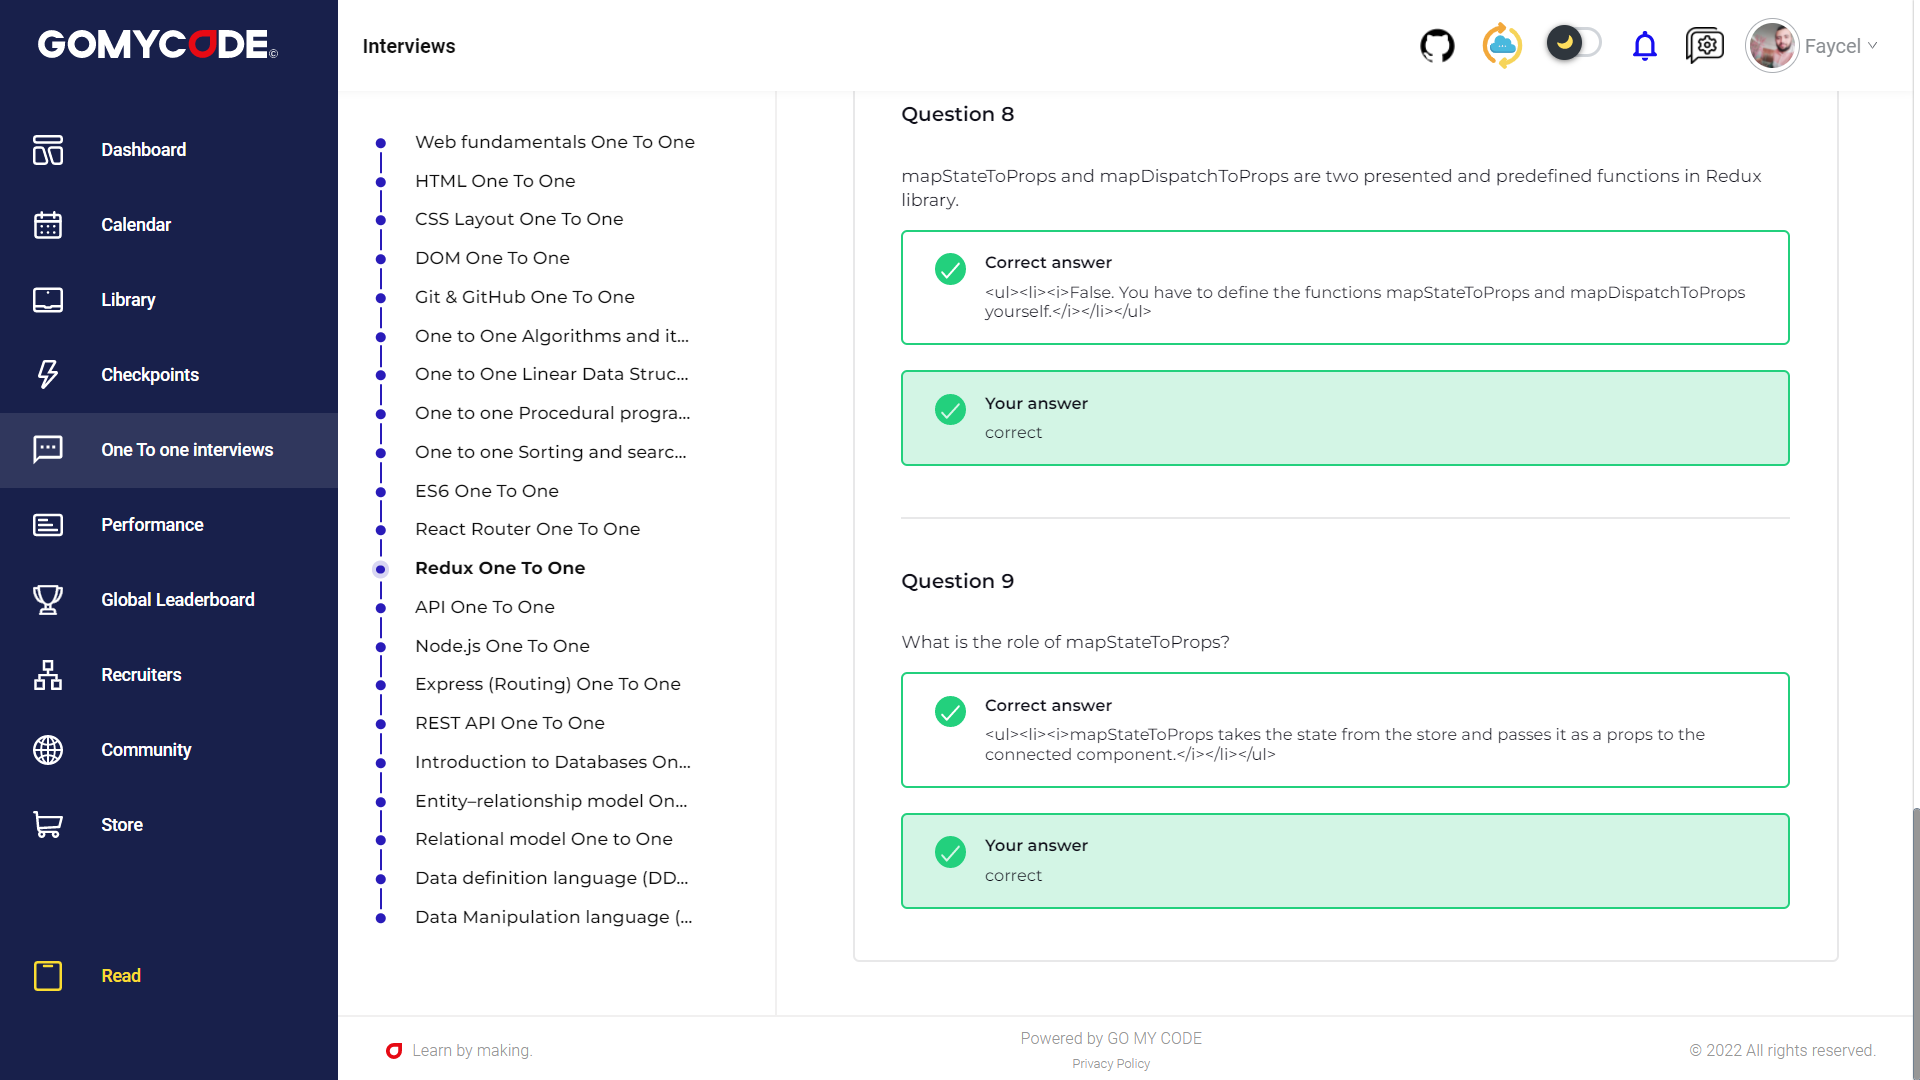 GOMYCODE©
Interviews
Faycel
Dashboard
Calendar
Library
Checkpoints
One To one interviews
Performance
Global Leaderboard
Recruiters
Community
Store
Read
Web fundamentals One To One
HTML One To One
CSS Layout One To One
DOM One To One
Git & GitHub One To One
One to One Algorithms and it...
One to One Linear Data Struc...
One to one Procedural progra...
One to one Sorting and searc...
ES6 One To One
React Router One To One
Redux One To One
API One To One
Node.js One To One
Express (Routing) One To One
REST API One To One
Introduction to Databases On...
Entity–relationship model On...
Relational model One to One
Data definition language (DD...
Data Manipulation language (...
Question 8
mapStateToProps and mapDispatchToProps are two presented and predefined functions in Redux
library.
Correct answer
<ul><li><i>False. You have to define the functions mapStateToProps and mapDispatchToProps
yourself.</i></li></ul>
Your answer
correct
Question 9
What is the role of mapStateToProps?
Correct answer
<ul><li><i>mapStateToProps takes the state from the store and passes it as a props to the
connected component.</i></li></ul>
Your answer
correct
Learn by making.
Powered by GO MY CODE
Privacy Policy
© 2022 All rights reserved.